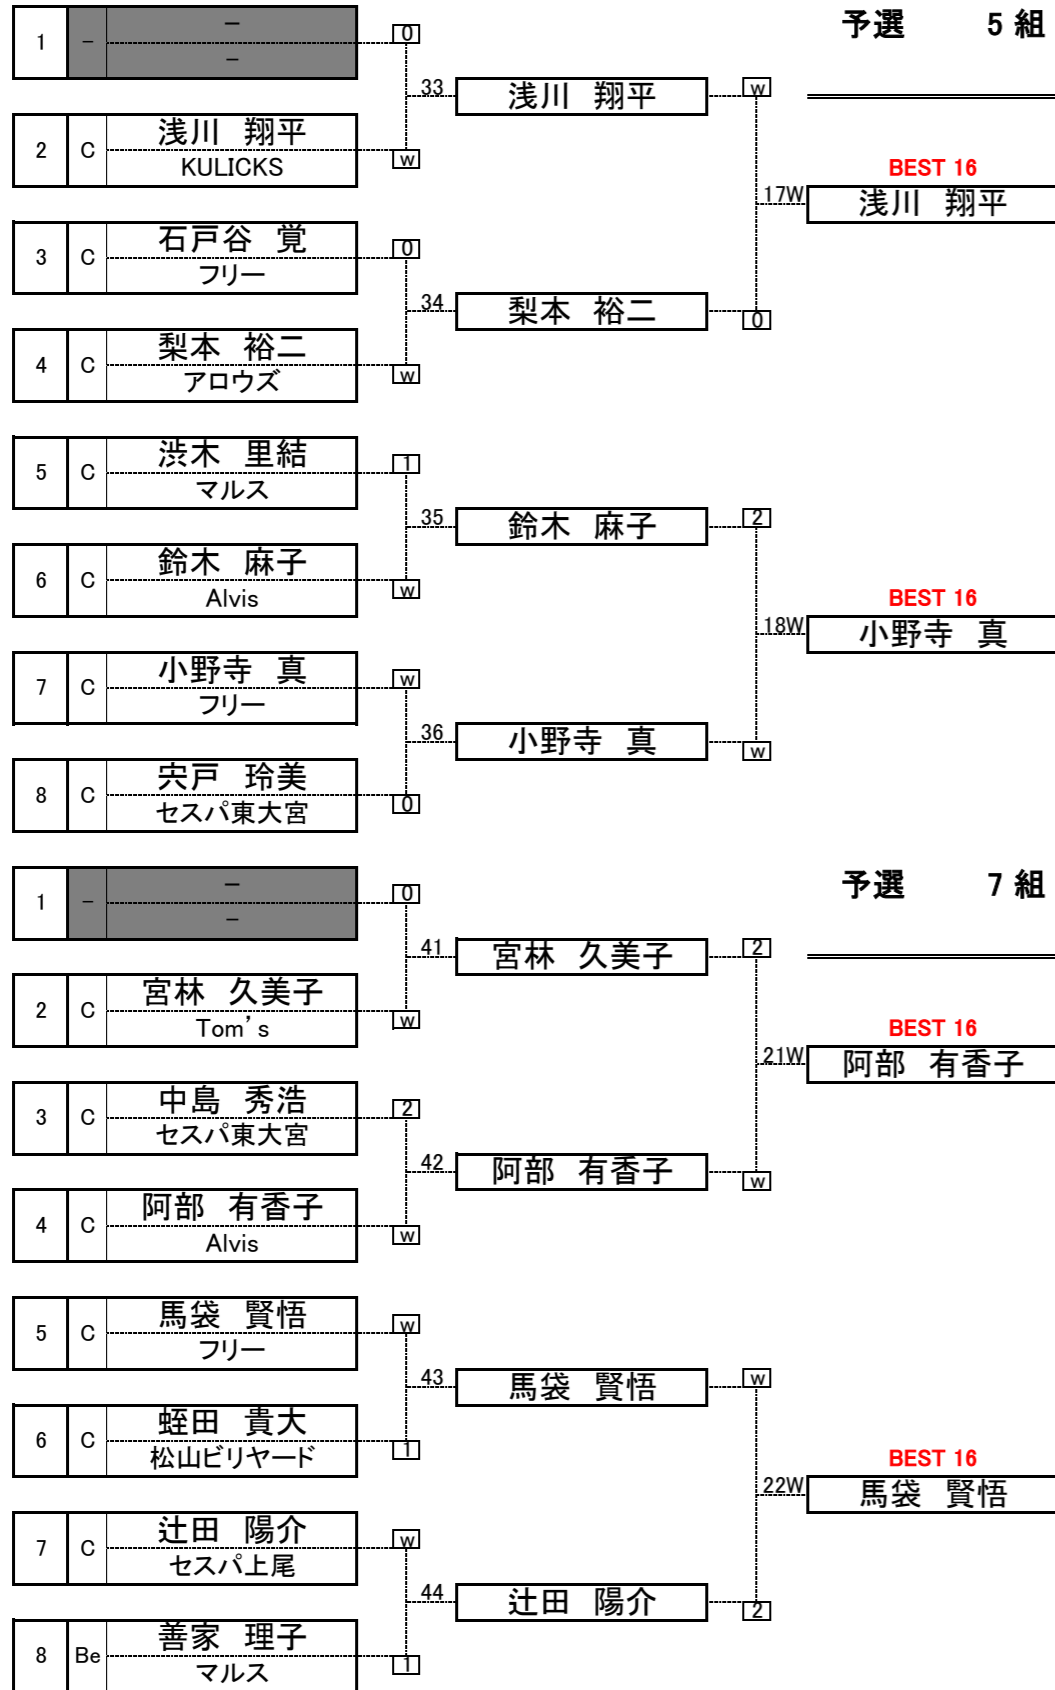 予選 5 組
1 - － 0
－
33 浅川 翔平 w
2 C 浅川 翔平 w
KULICKS
BEST 16
17W 浅川 翔平
3 C 石戸谷 覚 0
フリー
34 梨本 裕二 0
4 C 梨本 裕二 w
アロウズ
5 C 渋木 里結 1
マルス
35 鈴木 麻子 2
6 C 鈴木 麻子 w
Alvis
BEST 16
18W 小野寺 真
7 C 小野寺 真 w
フリー
36 小野寺 真 w
8 C 宍戸 玲美 0
セスパ東大宮
予選 7 組
1 - － 0
－
41 宮林 久美子 2
2 C 宮林 久美子 w
Tom’s
BEST 16
21W 阿部 有香子
3 C 中島 秀浩 2
セスパ東大宮
42 阿部 有香子 w
4 C 阿部 有香子 w
Alvis
5 C 馬袋 賢悟 w
フリー
43 馬袋 賢悟 w
6 C 蛭田 貴大 1
松山ビリヤード
BEST 16
22W 馬袋 賢悟
7 C 辻田 陽介 w
セスパ上尾
44 辻田 陽介 2
8 Be 善家 理子 1
マルス